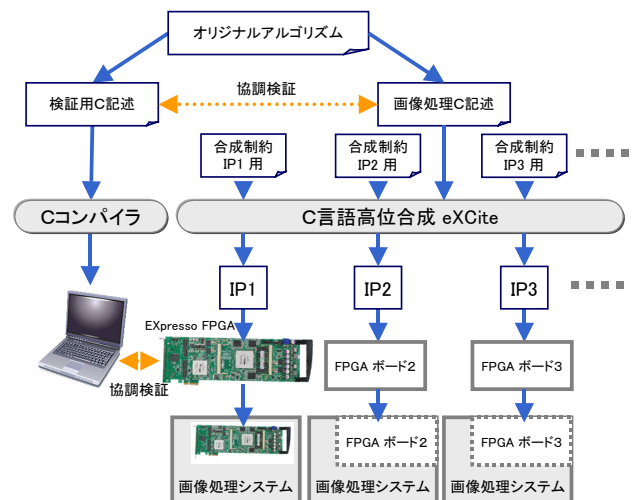 オリジナルアルゴリズム
協調検証
検証用C記述
画像処理C記述
合成制約
IP1 用
合成制約
IP2 用
合成制約
IP3 用
Cコンパイラ
C言語高位合成 eXCite
IP1
IP2
IP3
EXpresso FPGA
協調検証
FPGA ボード2
FPGA ボード3
FPGA ボード2
FPGA ボード3
画像処理システム
画像処理システム
画像処理システム